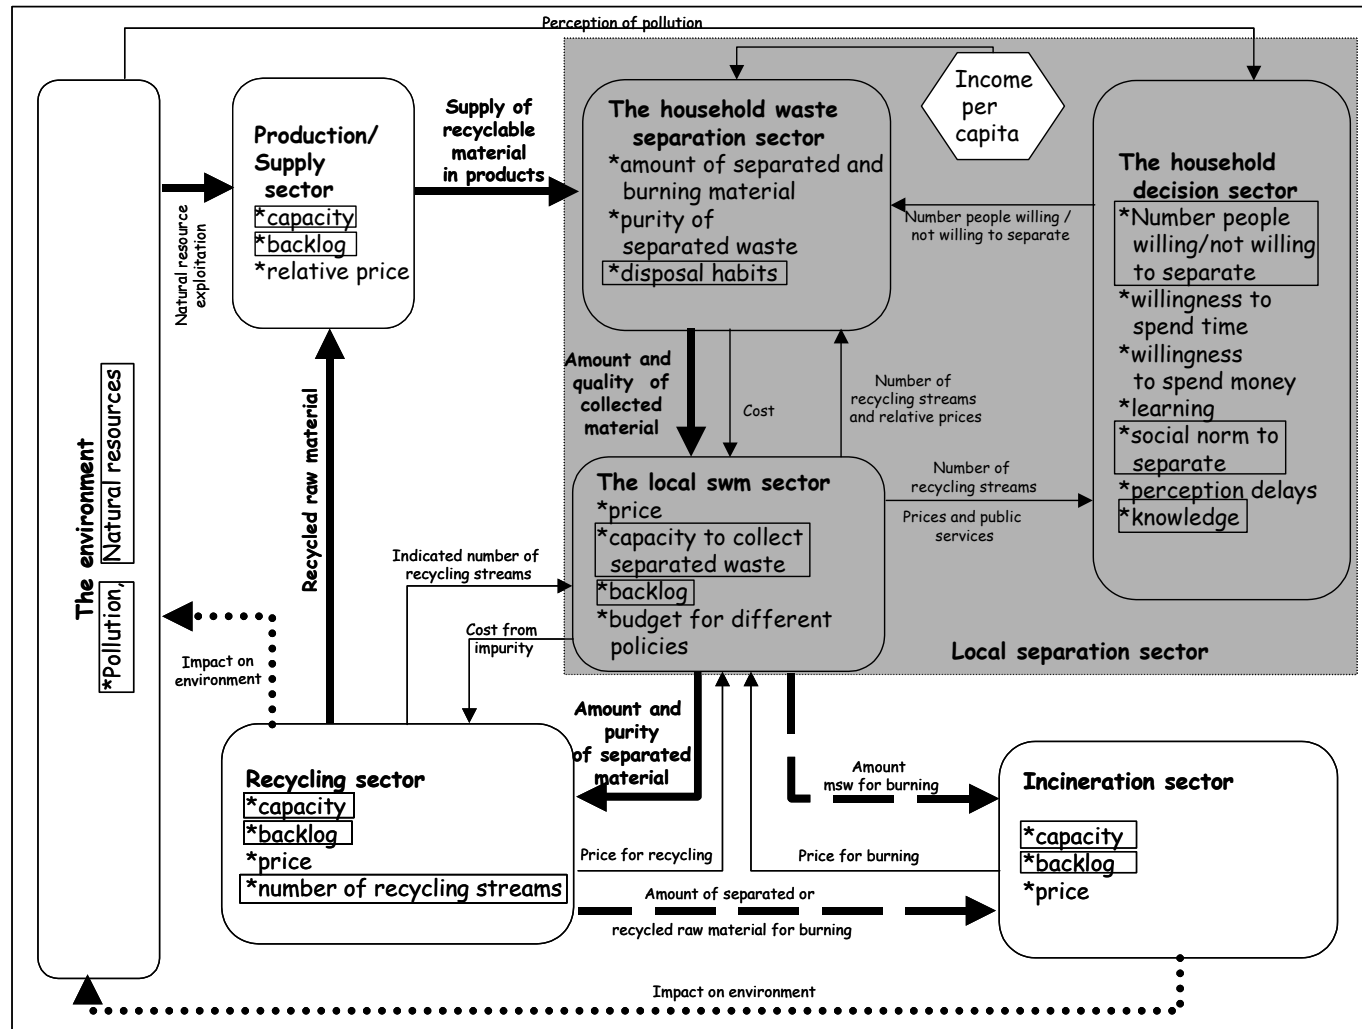 Perception of pollution
The environment
*Pollution, Natural resources
Natural resource
exploitation
Production/
Supply
sector
*capacity
*backlog
*relative price
Supply of
recyclable
material
in products
The household waste
separation sector
*amount of separated and
burning material
*purity of
separated waste
*disposal habits
Income
per
capita
The household
decision sector
*Number people
willing/not willing
to separate
*willingness to
spend time
*willingness
to spend money
*learning
*social norm to
separate
*perception delays
*knowledge
Number people willing /
not willing to separate
Amount and
quality of
collected
material
Cost
Number of
recycling streams
and relative prices
The local swm sector
*price
*capacity to collect
separated waste
*backlog
*budget for different
policies
Number of
recycling streams
Prices and public
services
Local separation sector
Recycled raw material
Indicated number of
recycling streams
Cost from
impurity
Impact on
environment
Amount and
purity
of separated
material
Recycling sector
*capacity
*backlog
*price
*number of recycling streams
Amount
msw for burning
Price for recycling
Price for burning
Amount of separated or
recycled raw material for burning
Incineration sector
*capacity
*backlog
*price
Impact on environment